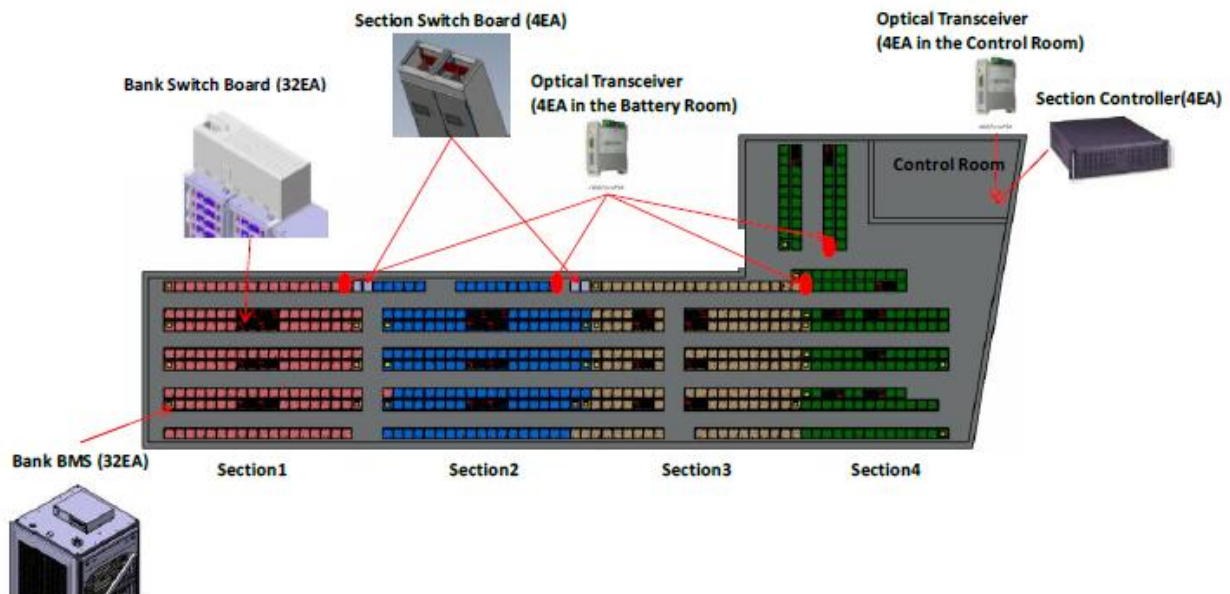 Section Switch Board (4EA)
Optical Transceiver
(4EA in the Control Room)
Bank Switch Board (32EA)
Optical Transceiver
(4EA in the Battery Room)
Section Controller(4EA)
Control Room
Bank BMS (32EA)
Section1
Section2
Section3
Section4